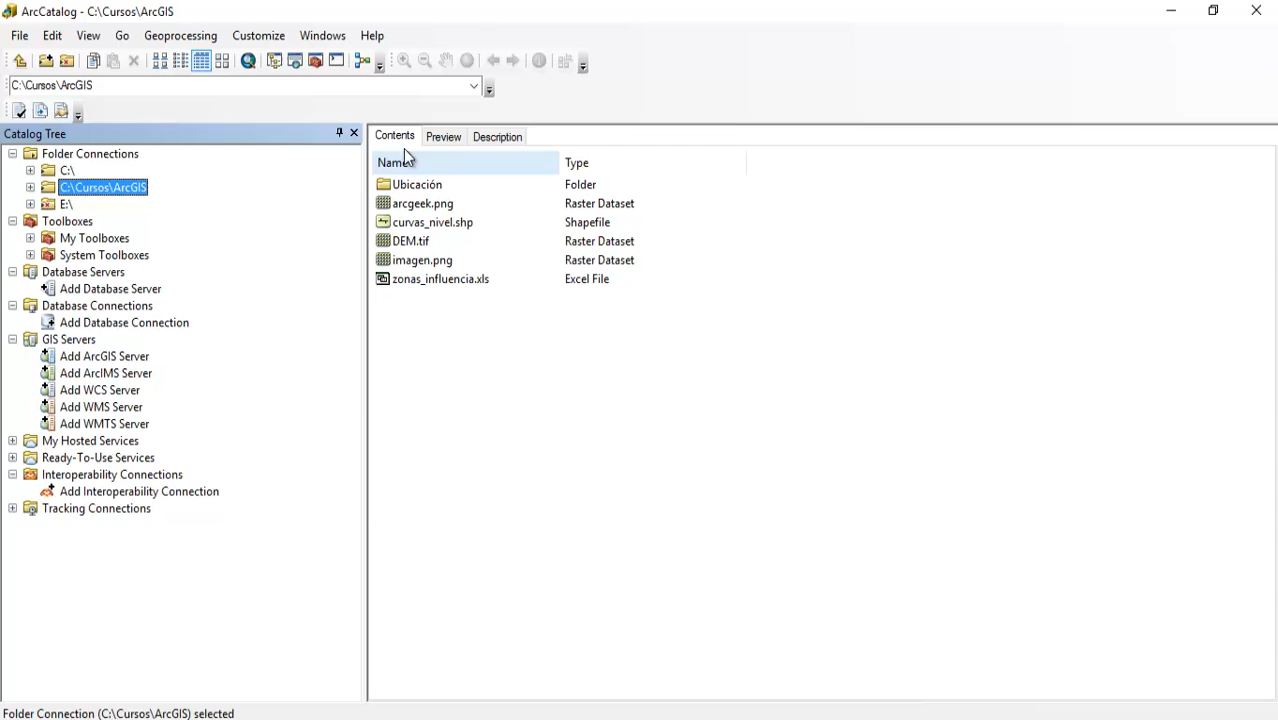 ArcCatalog - C:\Cursos\ArcGIS
File Edit View Go Geoprocessing Customize Windows Help
C:\Cursos\ArcGIS
Catalog Tree
Folder Connections
C:\
C:\Cursos\ArcGIS
E:\
Toolboxes
My Toolboxes
System Toolboxes
Database Servers
Add Database Server
Database Connections
Add Database Connection
GIS Servers
Add ArcGIS Server
Add ArcIMS Server
Add WCS Server
Add WMS Server
Add WMTS Server
My Hosted Services
Ready-To-Use Services
Interoperability Connections
Add Interoperability Connection
Tracking Connections
Contents Preview Description
Name Type
Ubicación Folder
arcgeek.png Raster Dataset
curvas_nivel.shp Shapefile
DEM.tif Raster Dataset
imagen.png Raster Dataset
zonas_influencia.xls Excel File
Folder Connection (C:\Cursos\ArcGIS) selected